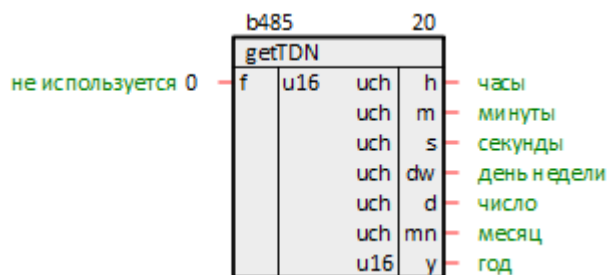 b485 20
getTDN
не используется 0 f u16 uch h часы
uch m минуты
uch s секунды
uch dw день недели
uch d число
uch mn месяц
u16 y год